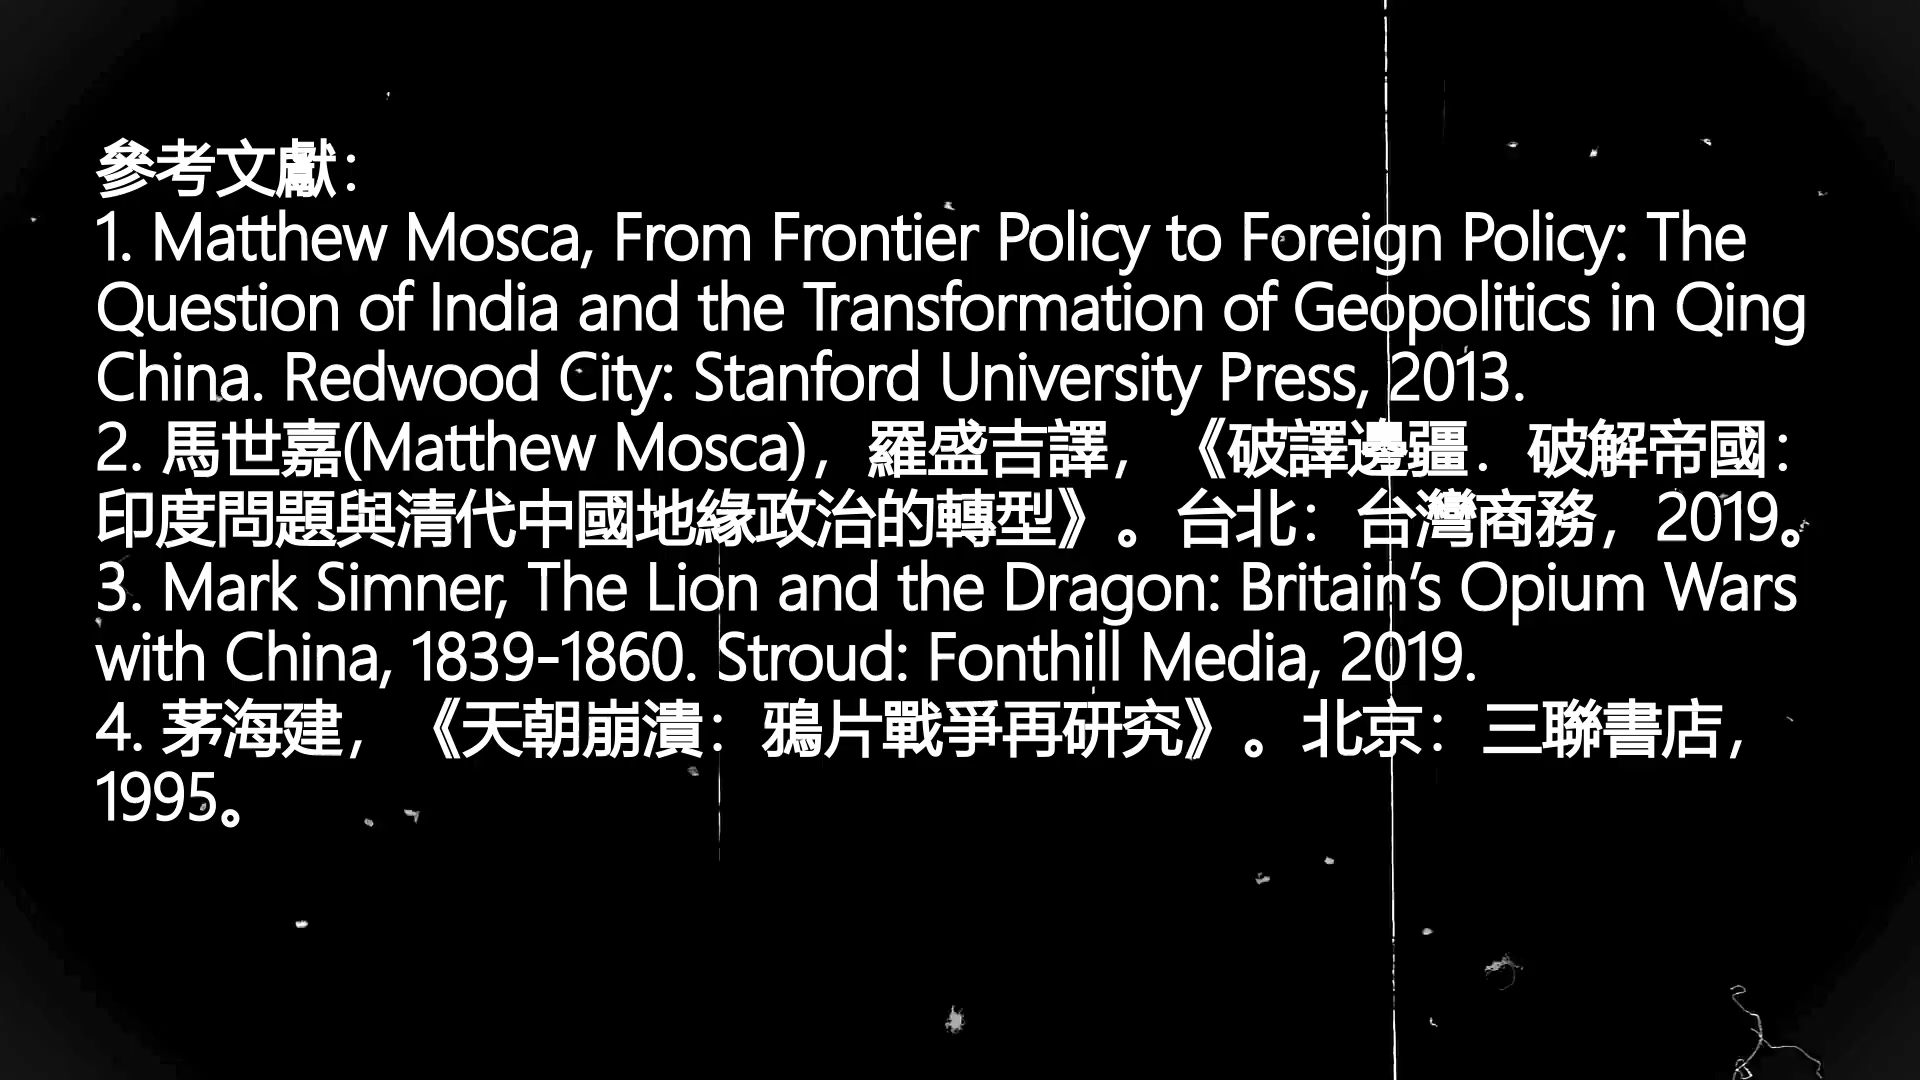 參考文獻：
1. Matthew Mosca, From Frontier Policy to Foreign Policy: The
Question of India and the Transformation of Geopolitics in Qing
China. Redwood City: Stanford University Press, 2013.
2. 馬世嘉(Matthew Mosca)，羅盛吉譯，《破譯邊疆．破解帝國：
印度問題與清代中國地緣政治的轉型》。台北：台灣商務，2019。
3. Mark Simner, The Lion and the Dragon: Britain’s Opium Wars
with China, 1839-1860. Stroud: Fonthill Media, 2019.
4. 茅海建，《天朝崩潰：鴉片戰爭再研究》。北京：三聯書店，
1995。